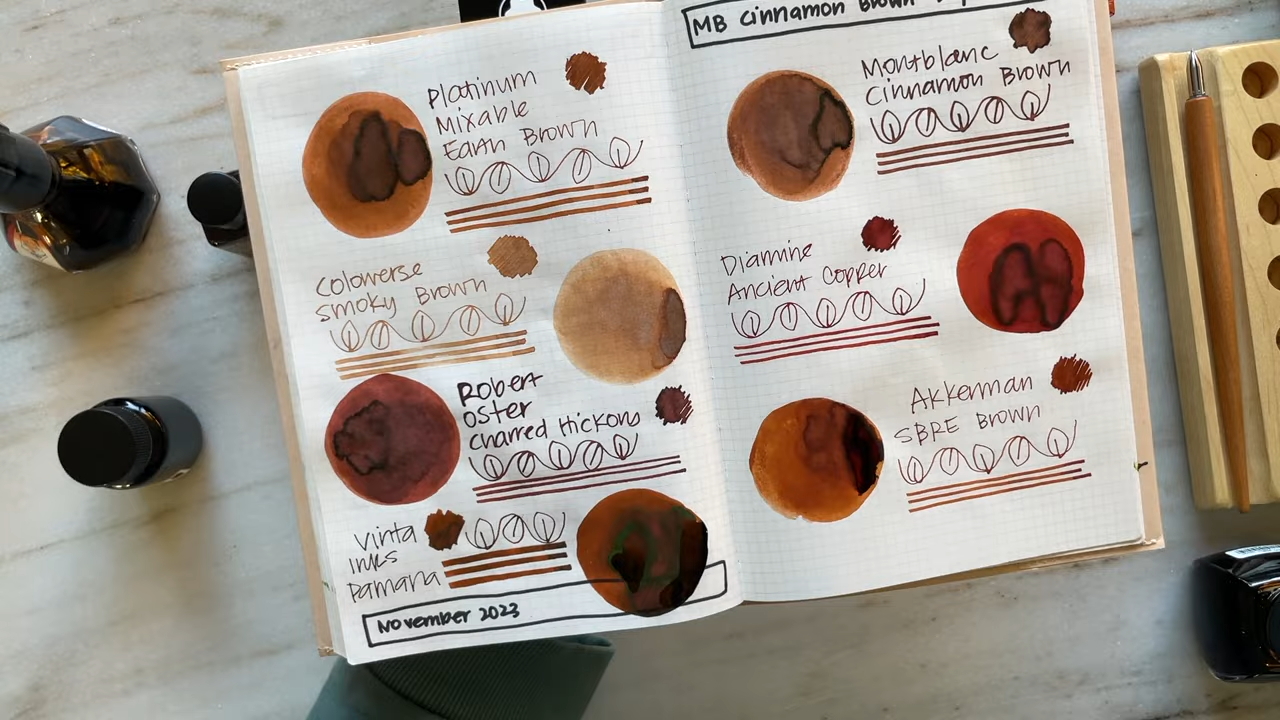 Platinum
Mixable
Earth Brown
Colorverse
Smoky Brown
Robert
Oster
Charred Hickory
Vinta
Inks
Damana
November 2023
MB Cinnamon Brown
Montblanc
Cinnamon Brown
Diamine
Ancient Copper
Akkerman
SBRE Brown